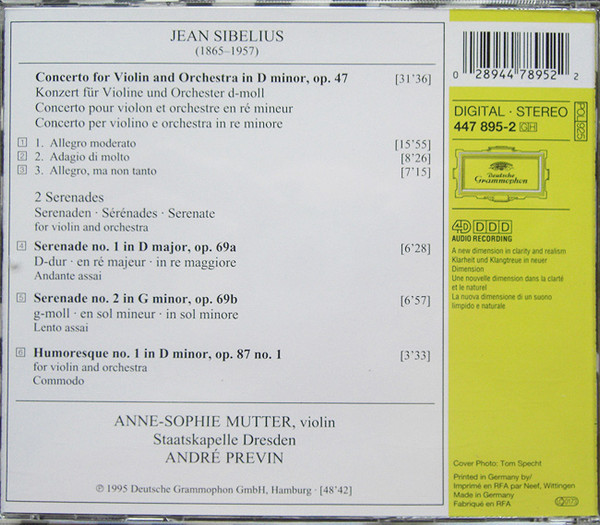 JEAN SIBELIUS
(1865–1957)
Concerto for Violin and Orchestra in D minor, op. 47 [31'36]
Konzert für Violine und Orchester d-moll
Concerto pour violon et orchestre en ré mineur
Concerto per violino e orchestra in re minore
1 1. Allegro moderato [15'55]
2 2. Adagio di molto [8'26]
3 3. Allegro, ma non tanto [7'15]
2 Serenades
Serenaden · Sérénades · Serenate
for violin and orchestra
4 Serenade no. 1 in D major, op. 69a [6'28]
D-dur · en ré majeur · in re maggiore
Andante assai
5 Serenade no. 2 in G minor, op. 69b [6'57]
g-moll · en sol mineur · in sol minore
Lento assai
6 Humoresque no. 1 in D minor, op. 87 no. 1 [3'33]
for violin and orchestra
Commodo
ANNE-SOPHIE MUTTER, violin
Staatskapelle Dresden
ANDRÉ PREVIN
℗ 1995 Deutsche Grammophon GmbH, Hamburg · [48'42]
0 28944 78952 2
DIGITAL · STEREO
447 895-2 GH
Deutsche
Grammophon
4D DDD
AUDIO RECORDING
A new dimension in clarity and realism
Klarheit und Klangtreue in neuer
Dimension
Une nouvelle dimension dans la clarté
et le naturel
La nuova dimensione di un suono
limpido e naturale
Cover Photo: Tom Specht
Printed in Germany by/
Imprimé en RFA par Neef, Wittingen
Made in Germany
Fabriqué en RFA